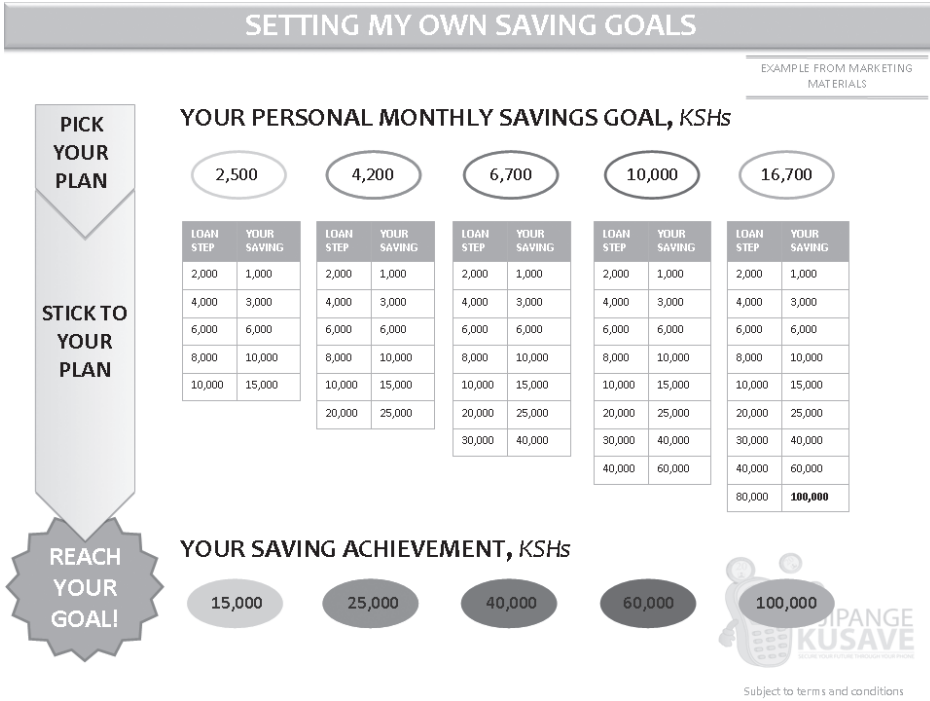 SETTING MY OWN SAVING GOALS
EXAMPLE FROM MARKETING
MATERIALS
PICK
YOUR
PLAN
STICK TO
YOUR
PLAN
REACH
YOUR
GOAL!
YOUR PERSONAL MONTHLY SAVINGS GOAL, KSHs
2,500 4,200 6,700 10,000 16,700
LOAN YOUR LOAN YOUR LOAN YOUR LOAN YOUR LOAN YOUR
STEP SAVING STEP SAVING STEP SAVING STEP SAVING STEP SAVING
2,000 1,000 2,000 1,000 2,000 1,000 2,000 1,000 2,000 1,000
4,000 3,000 4,000 3,000 4,000 3,000 4,000 3,000 4,000 3,000
6,000 6,000 6,000 6,000 6,000 6,000 6,000 6,000 6,000 6,000
8,000 10,000 8,000 10,000 8,000 10,000 8,000 10,000 8,000 10,000
10,000 15,000 10,000 15,000 10,000 15,000 10,000 15,000 10,000 15,000
20,000 25,000 20,000 25,000 20,000 25,000 20,000 25,000
30,000 40,000 30,000 40,000 30,000 40,000
40,000 60,000 40,000 60,000
80,000 100,000
YOUR SAVING ACHIEVEMENT, KSHs
15,000 25,000 40,000 60,000 100,000
JIPANGE
KUSAVE
Subject to terms and conditions